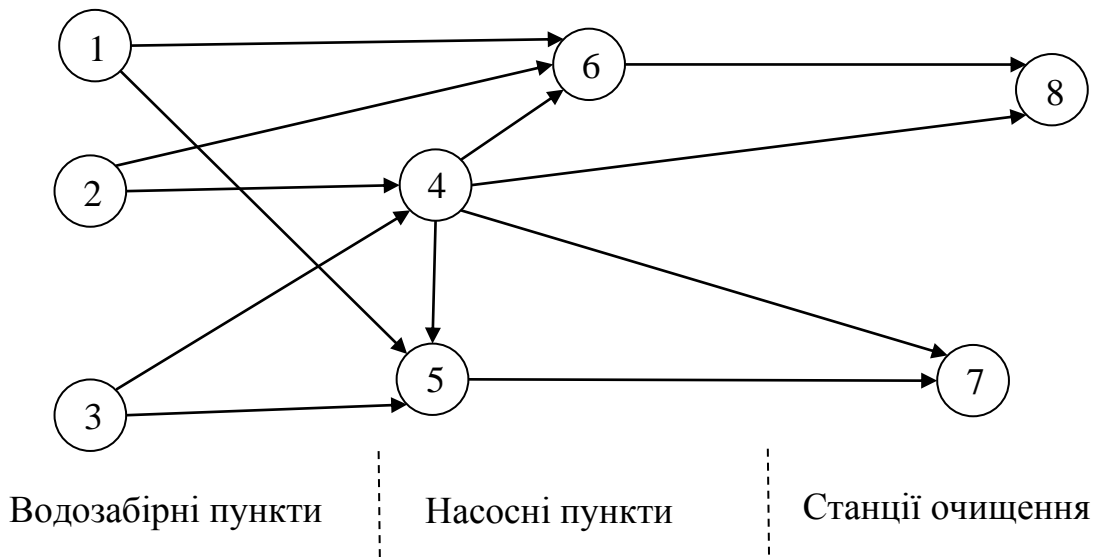 1
6
8
2
4
5
7
3
Водозабірні пункти
Насосні пункти
Станції очищення